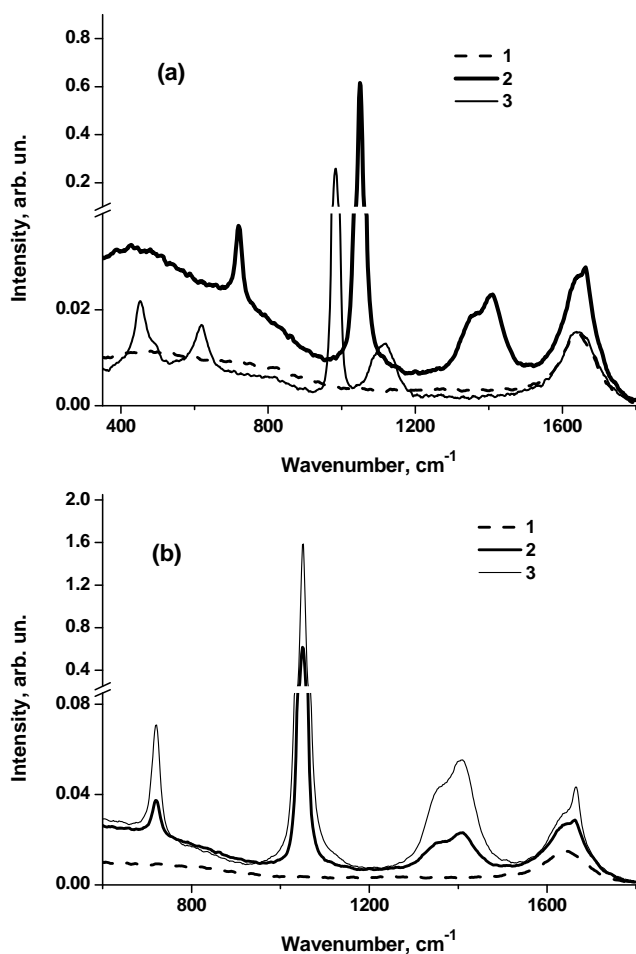 0.8
(a)
1
2
3
0.6
0.4
0.2
Intensity, arb. un.
0.02
0.00
400 800 1200 1600
Wavenumber, cm⁻¹
2.0
(b)
1
2
3
1.6
1.2
0.8
0.4
Intensity, arb. un.
0.08
0.04
0.00
800 1200 1600
Wavenumber, cm⁻¹